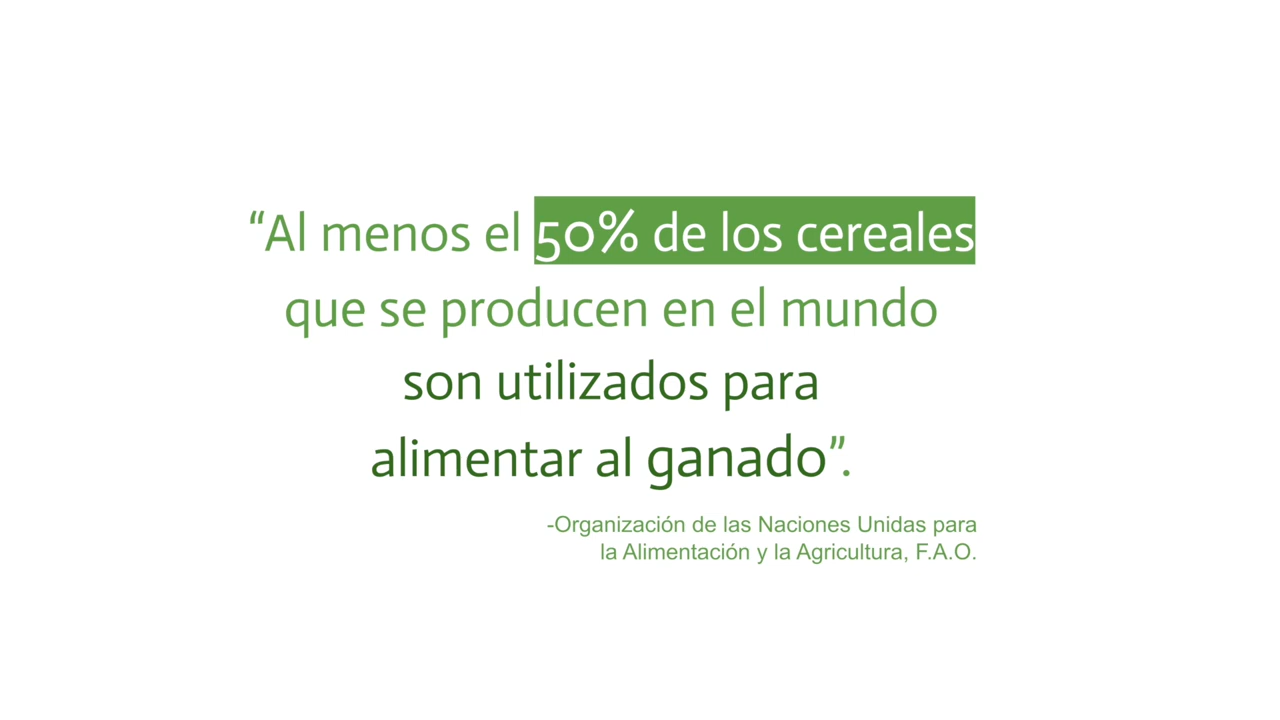 “Al menos el 50% de los cereales
que se producen en el mundo
son utilizados para
alimentar al ganado”.
-Organización de las Naciones Unidas para
la Alimentación y la Agricultura, F.A.O.